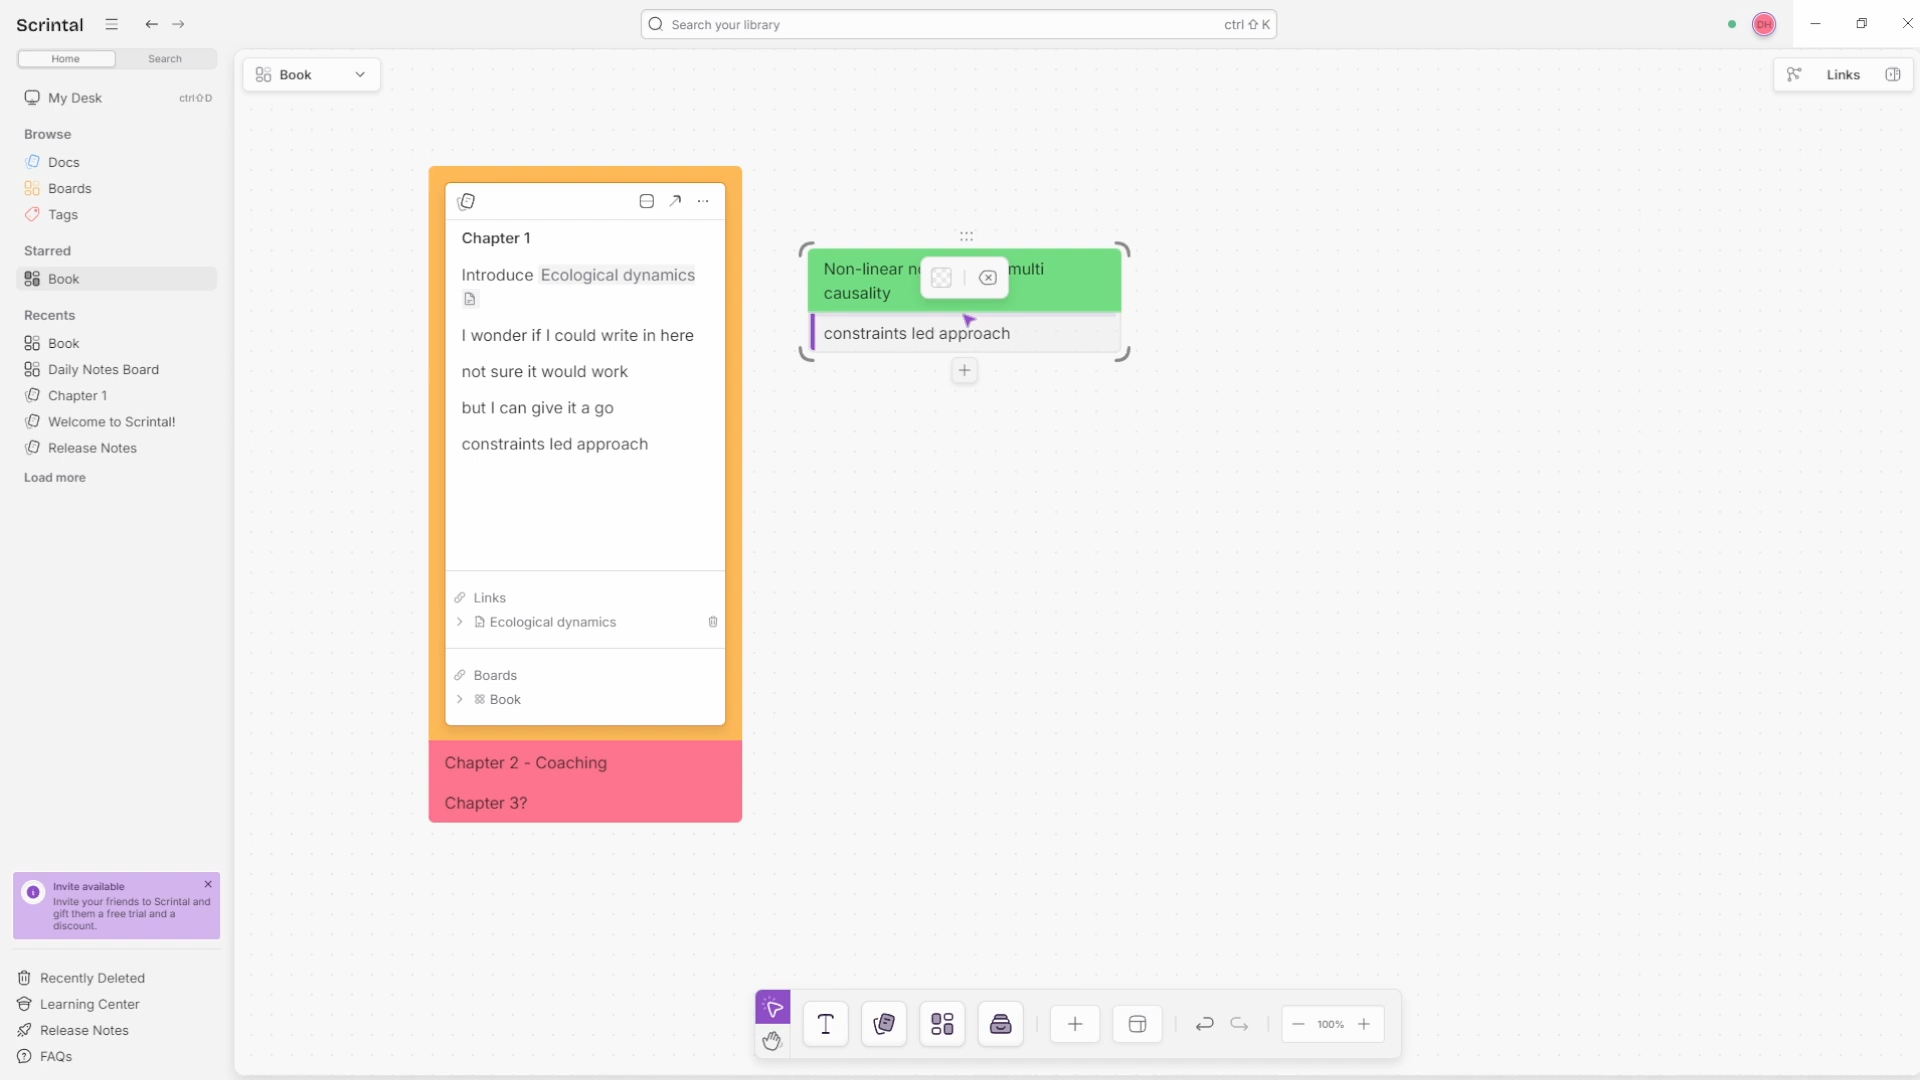 Scrintal
Search your library
ctrl ⇧ K
DH
Home
Search
My Desk
ctrl⇧D
Browse
Docs
Boards
Tags
Starred
Book
Recents
Book
Daily Notes Board
Chapter 1
Welcome to Scrintal!
Release Notes
Load more
Invite available
Invite your friends to Scrintal and
gift them a free trial and a
discount.
Recently Deleted
Learning Center
Release Notes
FAQs
Book
Links
Chapter 1
Introduce Ecological dynamics
I wonder if I could write in here
not sure it would work
but I can give it a go
constraints led approach
Links
Ecological dynamics
Boards
Book
Chapter 2 - Coaching
Chapter 3?
Non-linear multi
causality
constraints led approach
T
100%